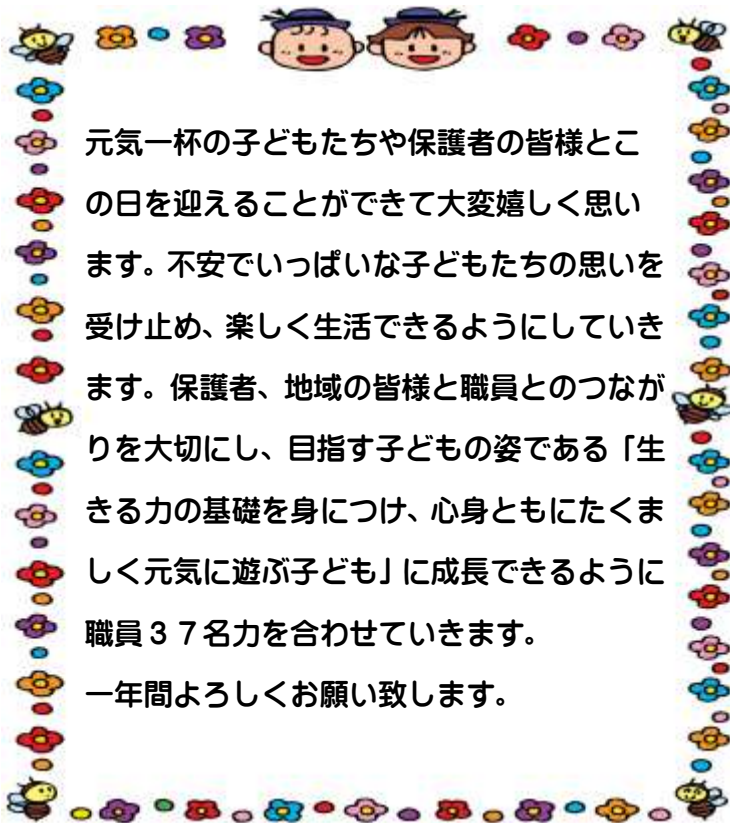 元気一杯の子どもたちや保護者の皆様とこ
の日を迎えることができて大変嬉しく思い
ます。不安でいっぱいな子どもたちの思いを
受け止め、楽しく生活できるようにしていき
ます。保護者、地域の皆様と職員とのつなが
りを大切にし、目指す子どもの姿である「生
きる力の基礎を身につけ、心身ともにたくま
しく元気に遊ぶ子ども」に成長できるように
職員３７名力を合わせていきます。
一年間よろしくお願い致します。